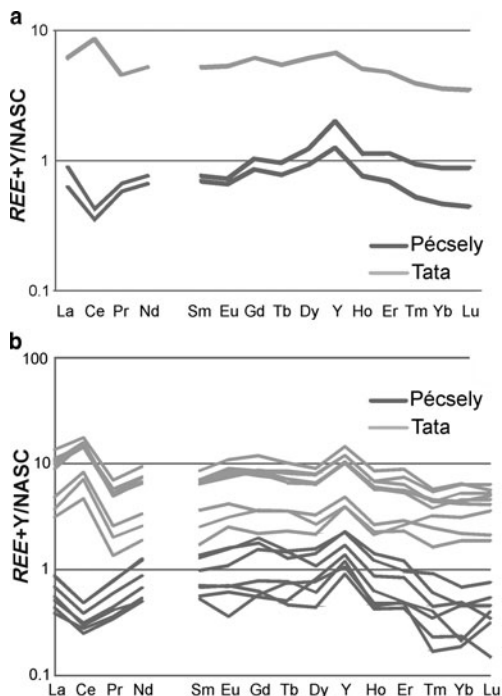 a
10
1
0.1
REE+Y/NASC
Pécsely
Tata
La Ce Pr Nd Sm Eu Gd Tb Dy Y Ho Er Tm Yb Lu
b
100
10
1
0.1
REE+Y/NASC
Pécsely
Tata
La Ce Pr Nd Sm Eu Gd Tb Dy Y Ho Er Tm Yb Lu